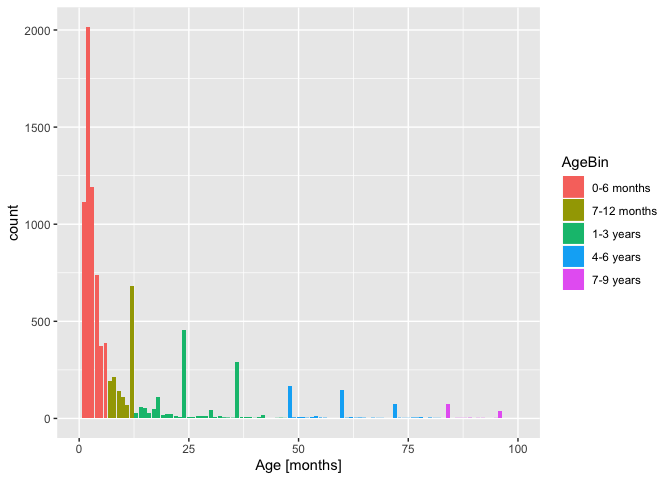 2000
1500
1000
500
0
count
0 25 50 75 100
Age [months]
AgeBin
0-6 months
7-12 months
1-3 years
4-6 years
7-9 years